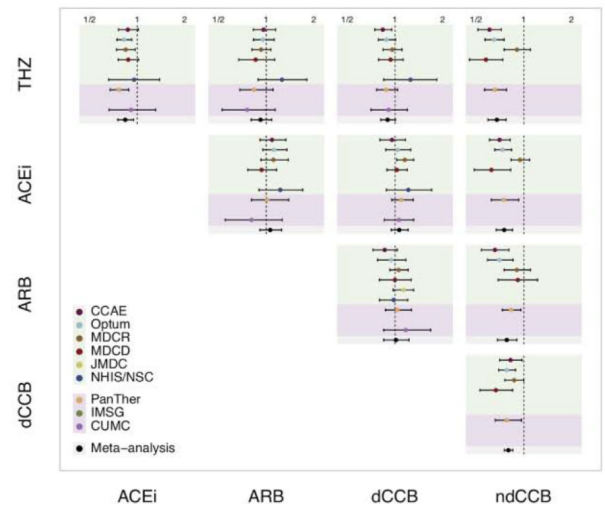 1/2 1 2 1/2 1 2 1/2 1 2 1/2 1 2
THZ
ACEi
ARB
dCCB
CCAE
Optum
MDCR
MDCD
JMDC
NHIS/NSC
PanTher
IMSG
CUMC
Meta-analysis
ACEi ARB dCCB ndCCB